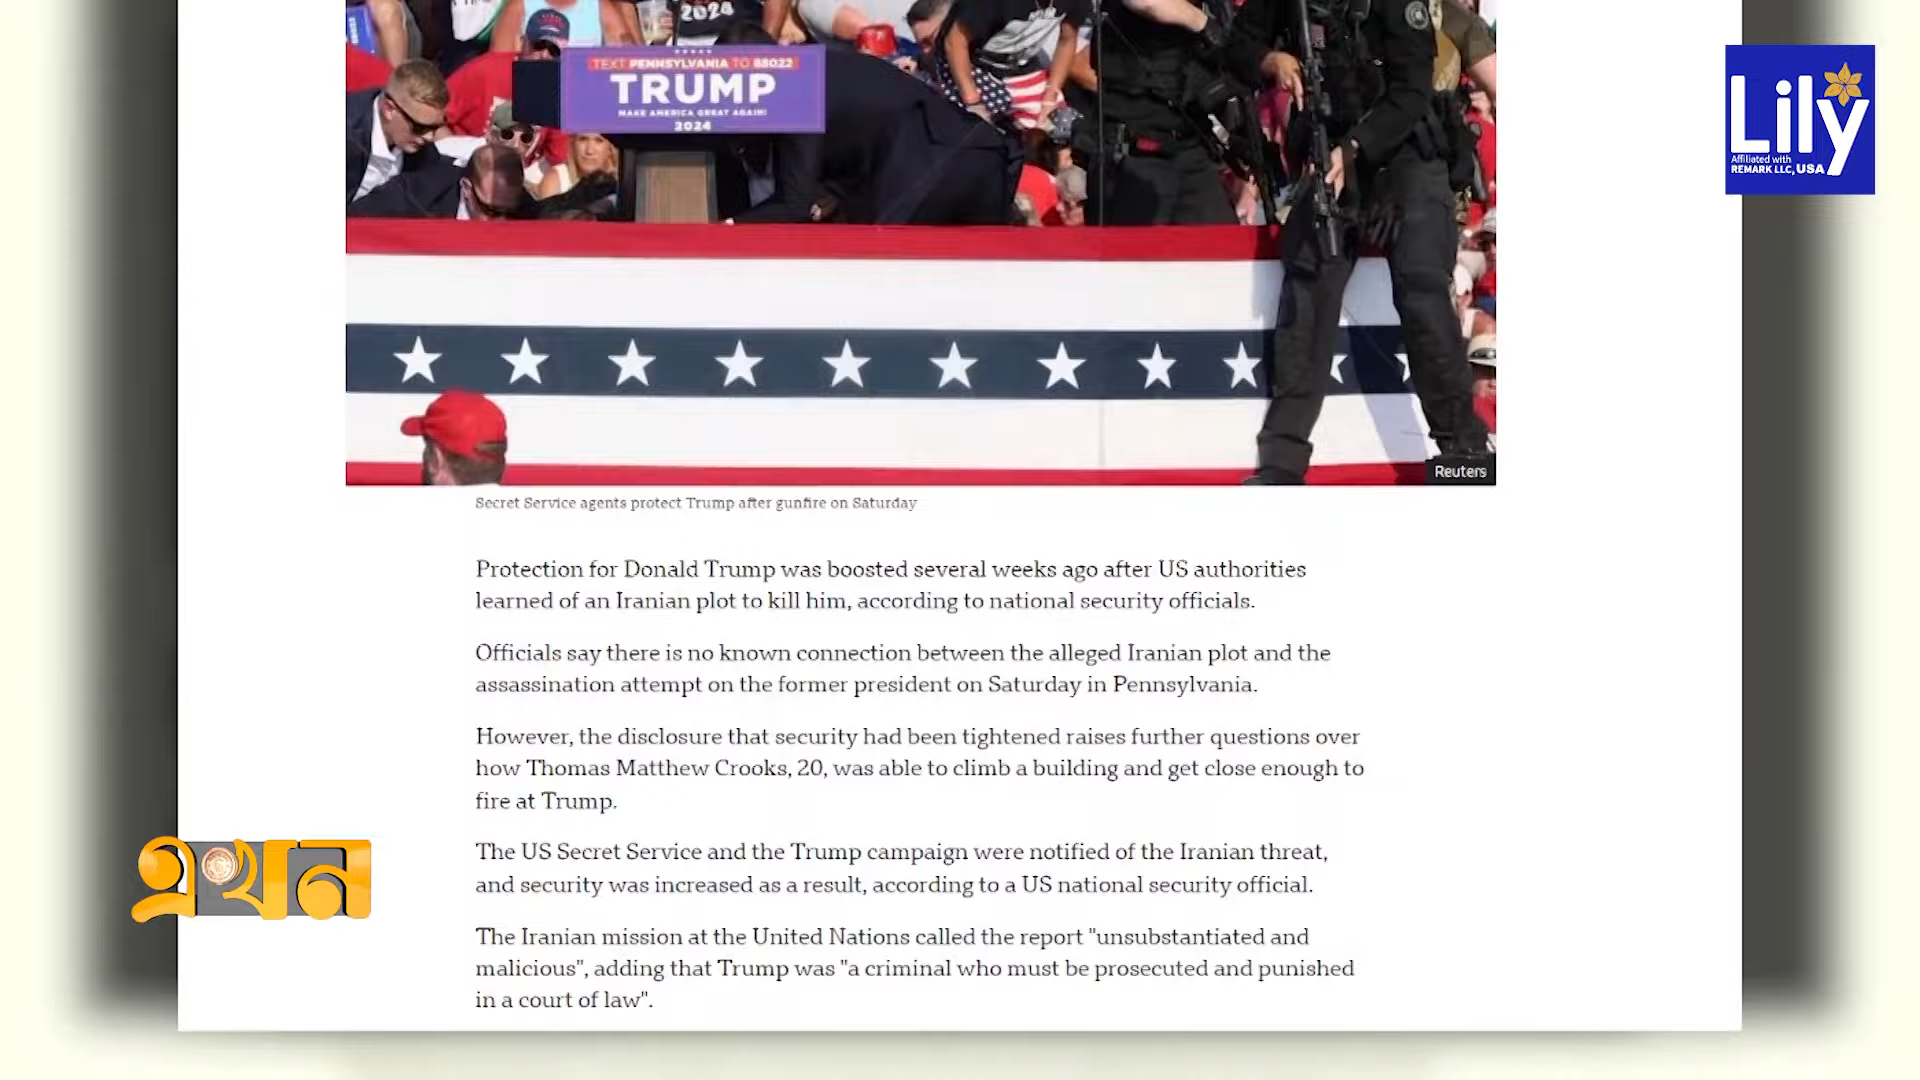 2024
TEXT PENNSYLVANIA TO 88022
TRUMP
MAKE AMERICA GREAT AGAIN!
2024
Lily
Affiliated with
REMARK LLC, USA
Reuters
Secret Service agents protect Trump after gunfire on Saturday
Protection for Donald Trump was boosted several weeks ago after US authorities
learned of an Iranian plot to kill him, according to national security officials.
Officials say there is no known connection between the alleged Iranian plot and the
assassination attempt on the former president on Saturday in Pennsylvania.
However, the disclosure that security had been tightened raises further questions over
how Thomas Matthew Crooks, 20, was able to climb a building and get close enough to
fire at Trump.
The US Secret Service and the Trump campaign were notified of the Iranian threat,
and security was increased as a result, according to a US national security official.
The Iranian mission at the United Nations called the report "unsubstantiated and
malicious", adding that Trump was "a criminal who must be prosecuted and punished
in a court of law".
এখন